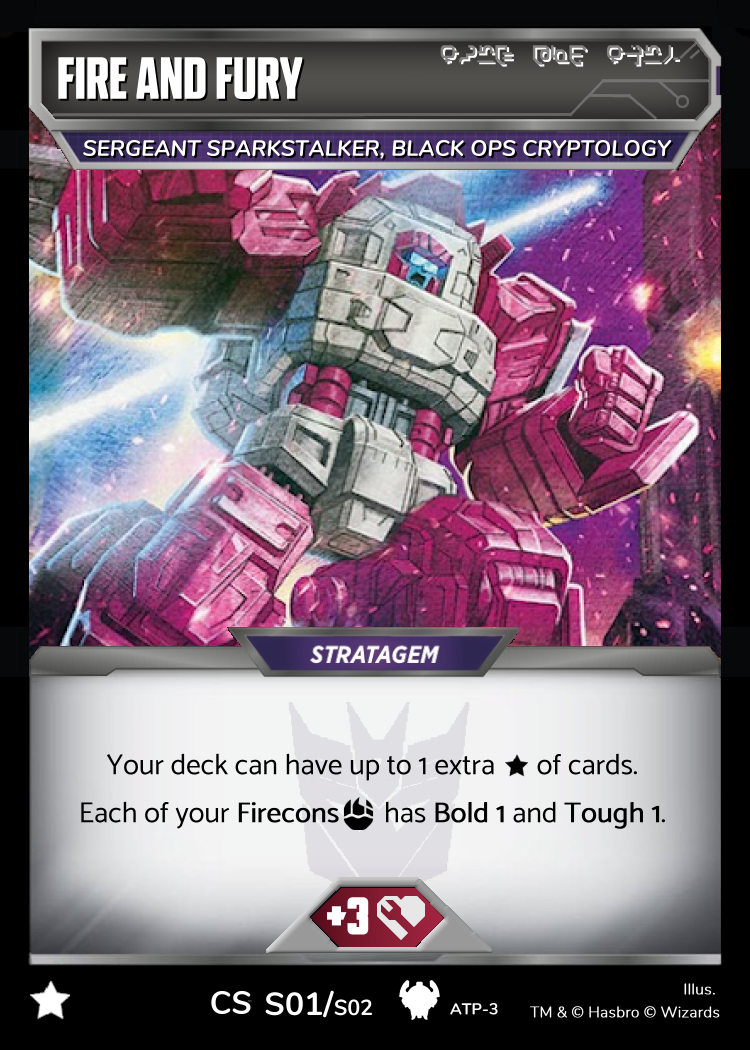 FIRE AND FURY
SERGEANT SPARKSTALKER, BLACK OPS CRYPTOLOGY
STRATAGEM
Your deck can have up to 1 extra ★ of cards.
Each of your Firecons has Bold 1 and Tough 1.
+3
CS S01/S02
ATP-3
Illus.
TM & © Hasbro © Wizards